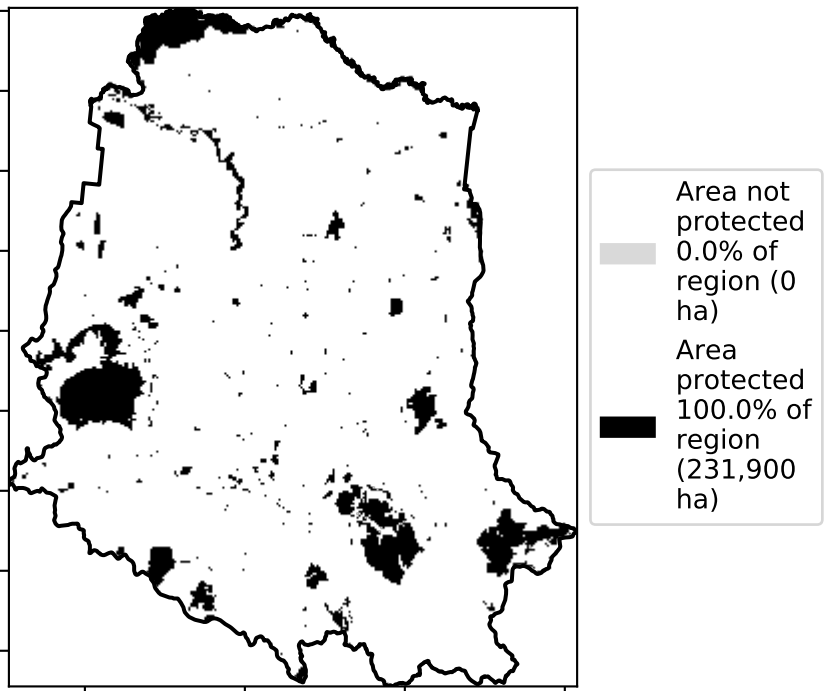 Area not
protected
0.0% of
region (0
ha)
Area
protected
100.0% of
region
(231,900
ha)